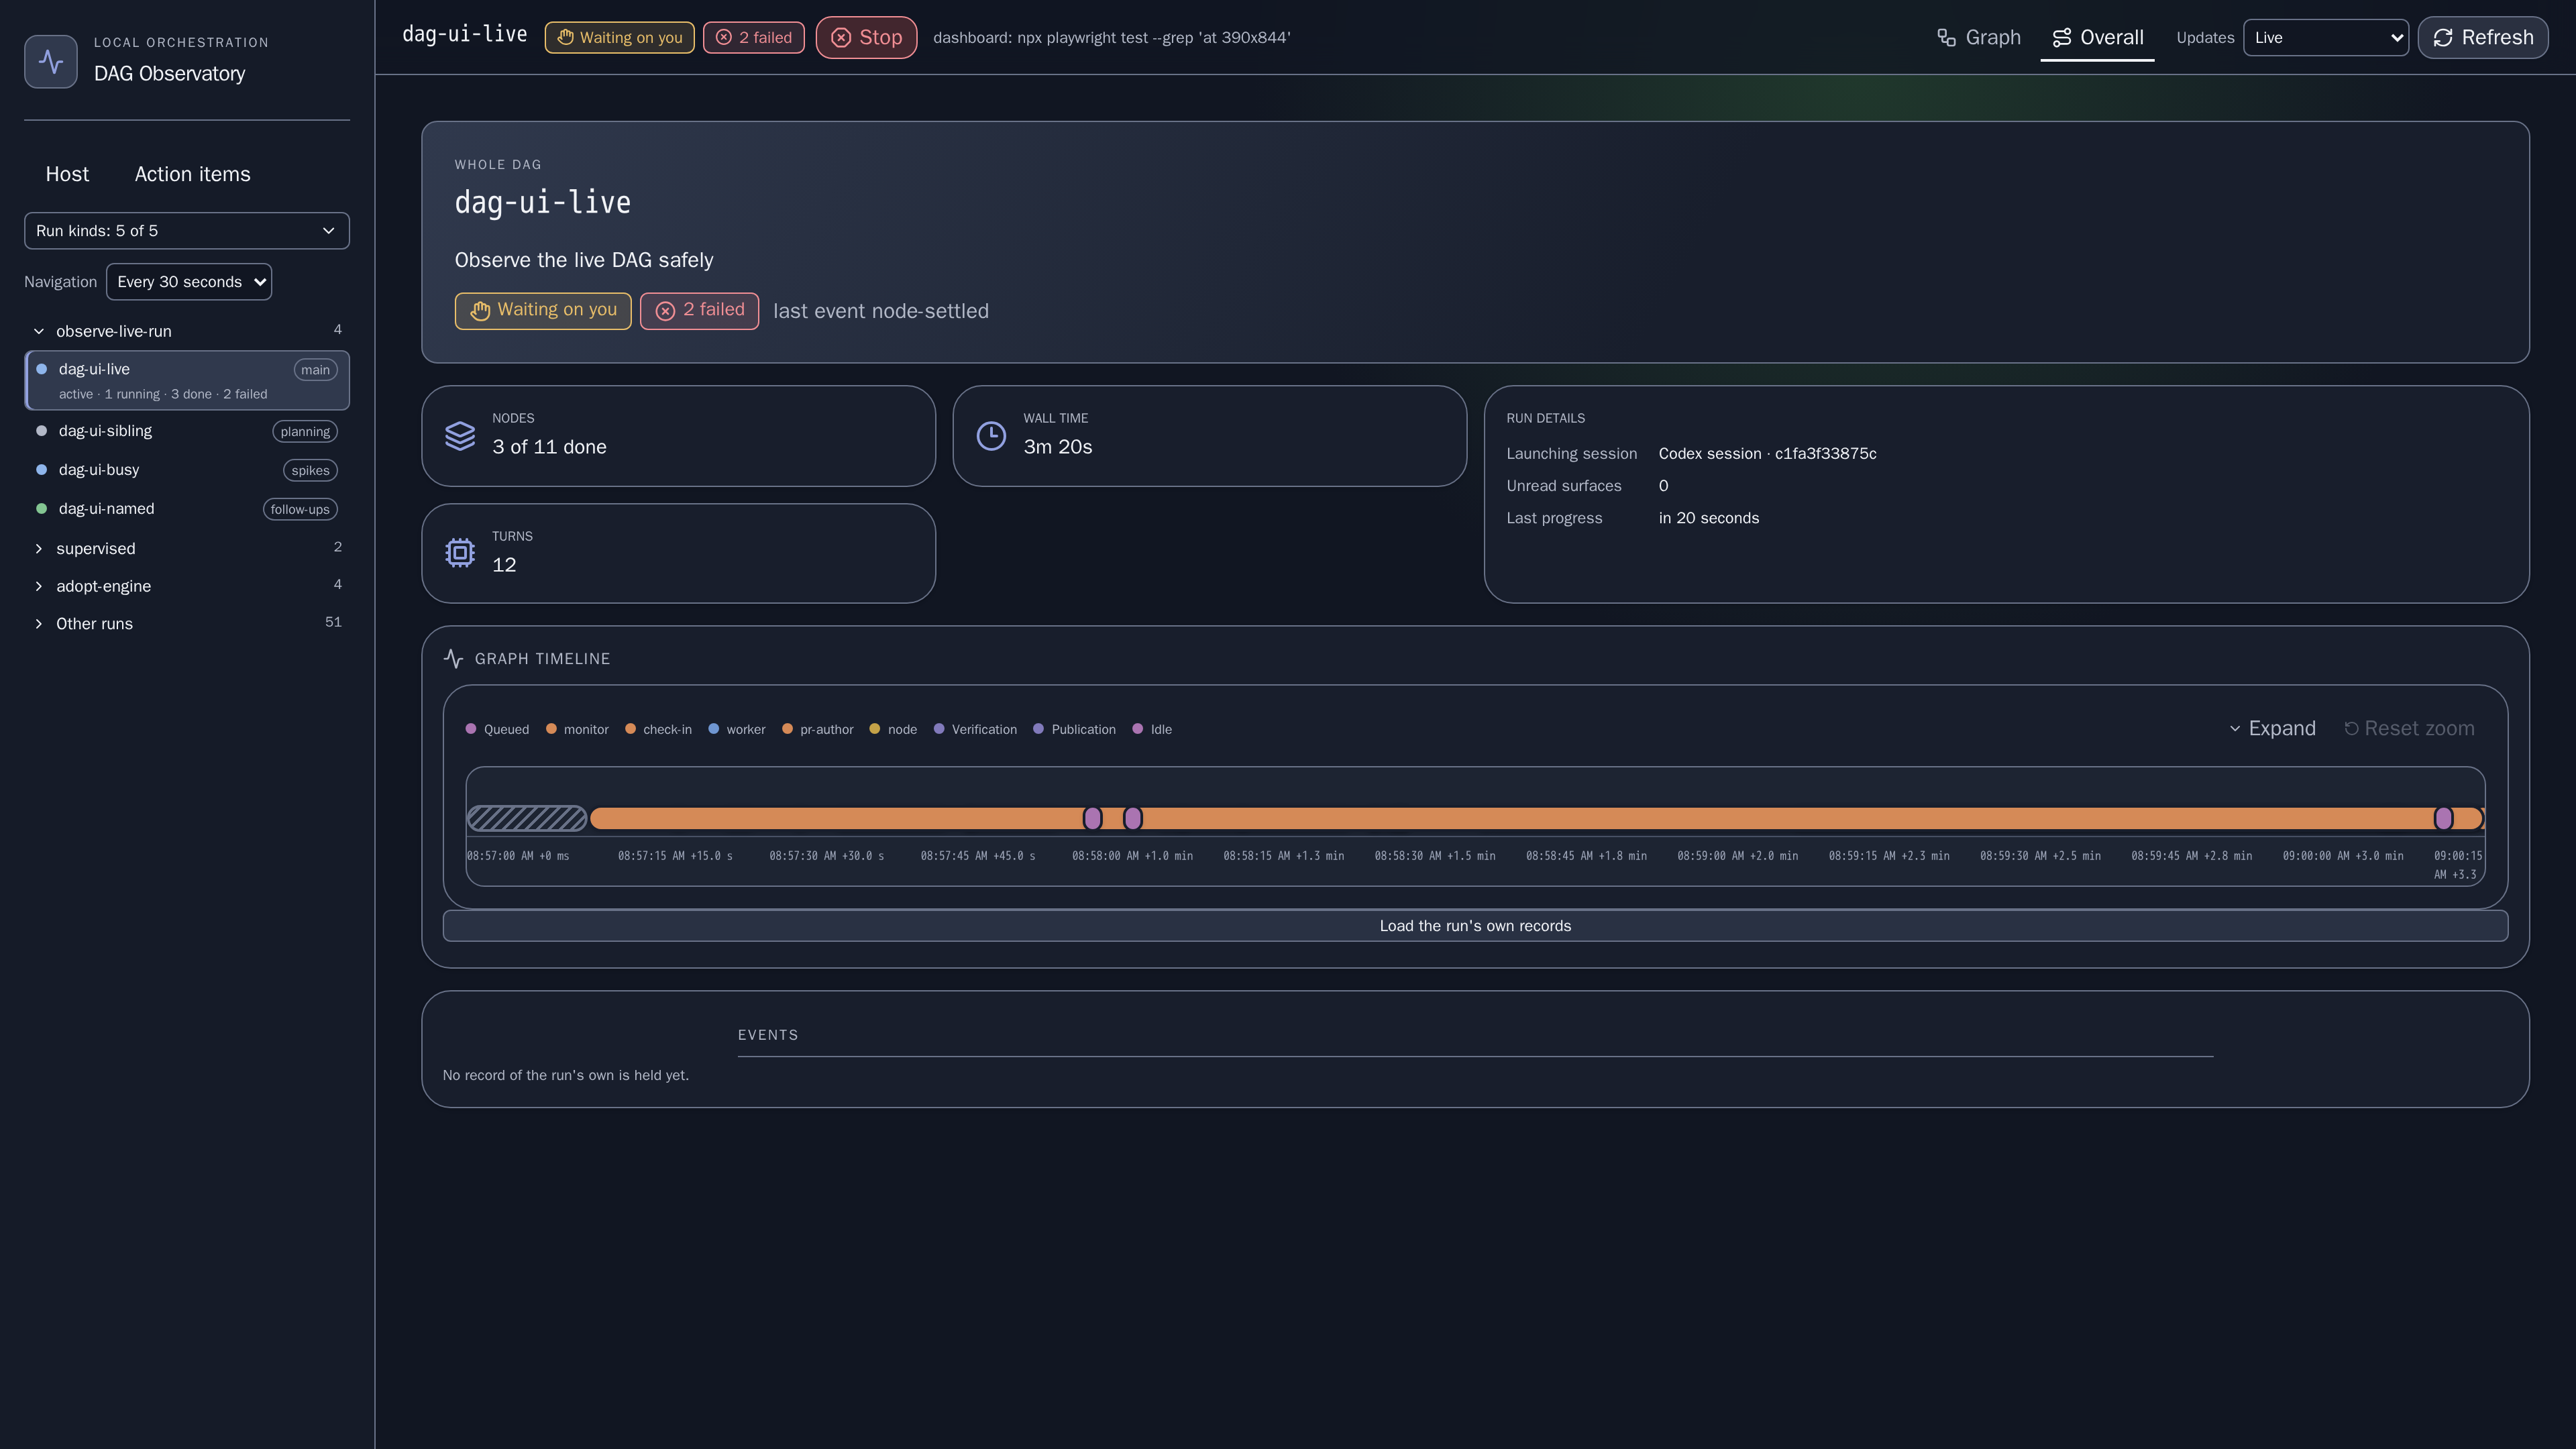 LOCAL ORCHESTRATION
DAG Observatory
Host
Action items
Run kinds: 5 of 5
Navigation
Every 30 seconds
observe-live-run 4
dag-ui-live main
active · 1 running · 3 done · 2 failed
dag-ui-sibling planning
dag-ui-busy spikes
dag-ui-named follow-ups
supervised 2
adopt-engine 4
Other runs 51
dag-ui-live Waiting on you 2 failed Stop dashboard: npx playwright test --grep 'at 390x844'
Graph Overall Updates Live Refresh
WHOLE DAG
dag-ui-live
Observe the live DAG safely
Waiting on you 2 failed last event node-settled
NODES
3 of 11 done
WALL TIME
3m 20s
TURNS
12
RUN DETAILS
Launching session Codex session · c1fa3f33875c
Unread surfaces 0
Last progress in 20 seconds
GRAPH TIMELINE
Queued monitor check-in worker pr-author node Verification Publication Idle
Expand Reset zoom
08:57:00 AM +0 ms 08:57:15 AM +15.0 s 08:57:30 AM +30.0 s 08:57:45 AM +45.0 s 08:58:00 AM +1.0 min 08:58:15 AM +1.3 min 08:58:30 AM +1.5 min 08:58:45 AM +1.8 min 08:59:00 AM +2.0 min 08:59:15 AM +2.3 min 08:59:30 AM +2.5 min 08:59:45 AM +2.8 min 09:00:00 AM +3.0 min 09:00:15
AM +3.3
Load the run's own records
EVENTS
No record of the run's own is held yet.